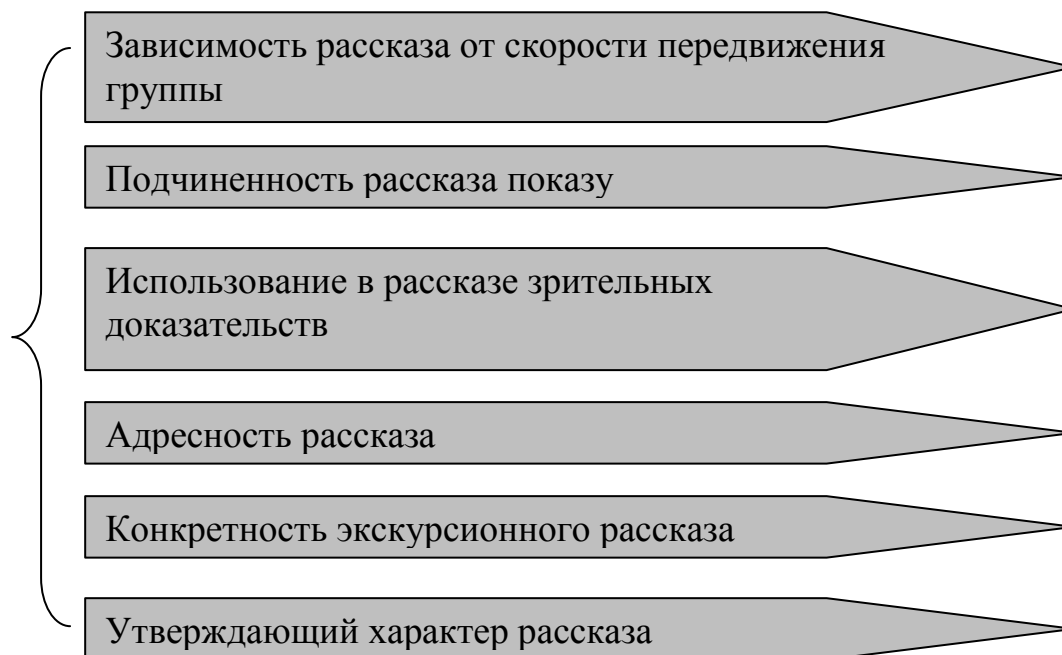 Зависимость рассказа от скорости передвижения
группы
Подчиненность рассказа показу
Использование в рассказе зрительных
доказательств
Адресность рассказа
Конкретность экскурсионного рассказа
Утверждающий характер рассказа